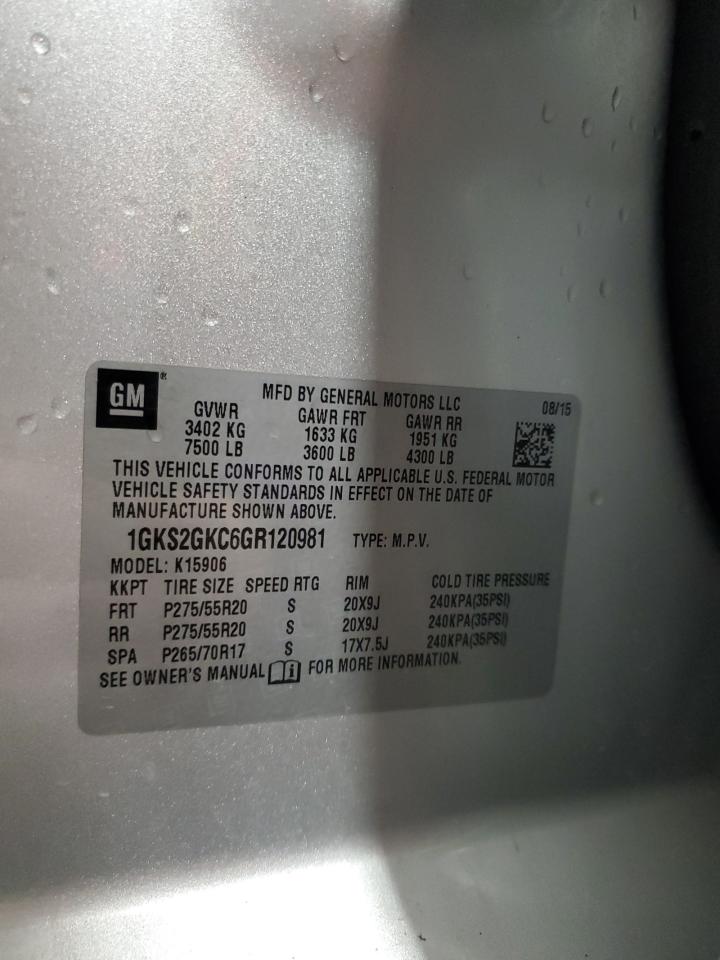 GM®
MFD BY GENERAL MOTORS LLC 08/15
GVWR GAWR FRT GAWR RR
3402 KG 1633 KG 1951 KG
7500 LB 3600 LB 4300 LB
THIS VEHICLE CONFORMS TO ALL APPLICABLE U.S. FEDERAL MOTOR
VEHICLE SAFETY STANDARDS IN EFFECT ON THE DATE OF
MANUFACTURE SHOWN ABOVE.
1GKS2GKC6GR120981 TYPE: M.P.V.
MODEL: K15906
KKPT TIRE SIZE SPEED RTG RIM COLD TIRE PRESSURE
FRT P275/55R20 S 20X9J 240KPA(35PSI)
RR P275/55R20 S 20X9J 240KPA(35PSI)
SPA P265/70R17 S 17X7.5J 240KPA(35PSI)
SEE OWNER'S MANUAL i FOR MORE INFORMATION.